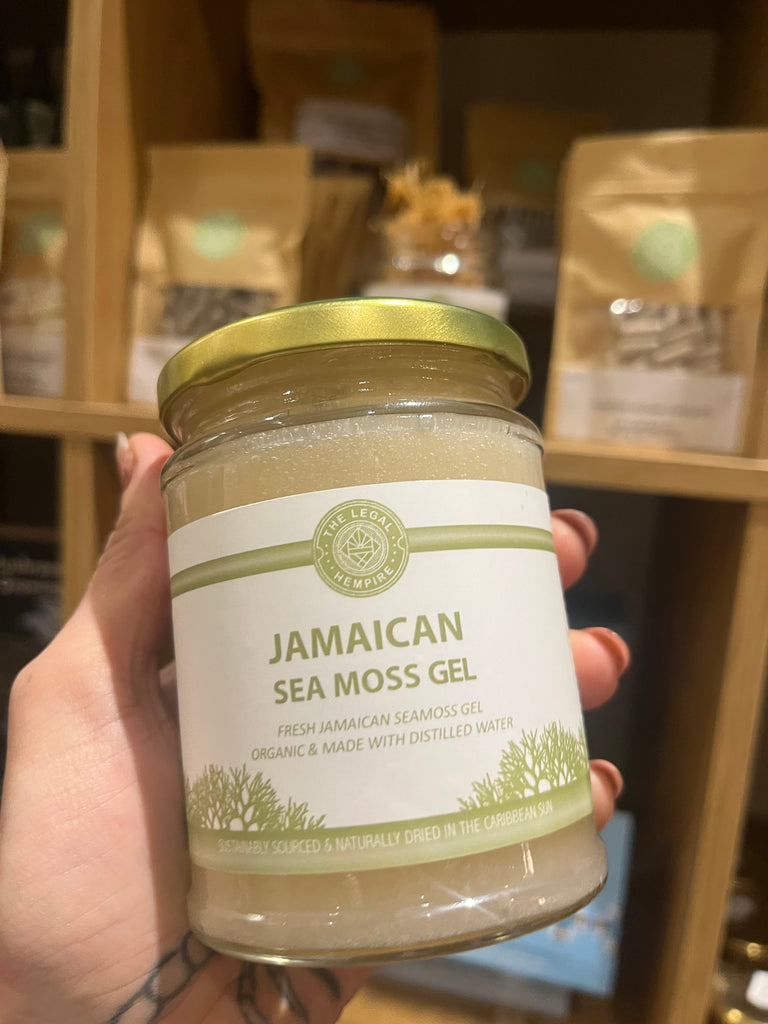 THE LEGAL
HEMPIRE
JAMAICAN
SEA MOSS GEL
FRESH JAMAICAN SEAMOSS GEL
ORGANIC & MADE WITH DISTILLED WATER
SUSTAINABLY SOURCED & NATURALLY DRIED IN THE CARIBBEAN SUN